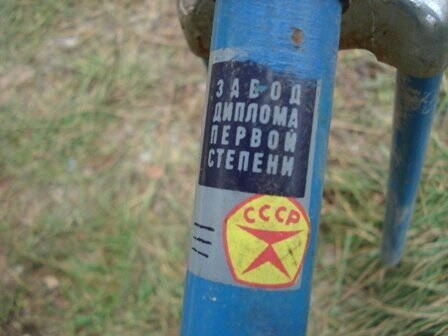 ЗАВОД
ДИПЛОМА
ПЕРВОЙ
СТЕПЕНИ
СССР